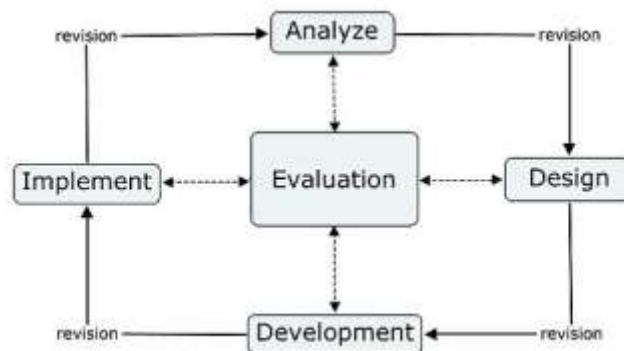 Analyze
revision
revision
Implement
Evaluation
Design
revision
Development
revision